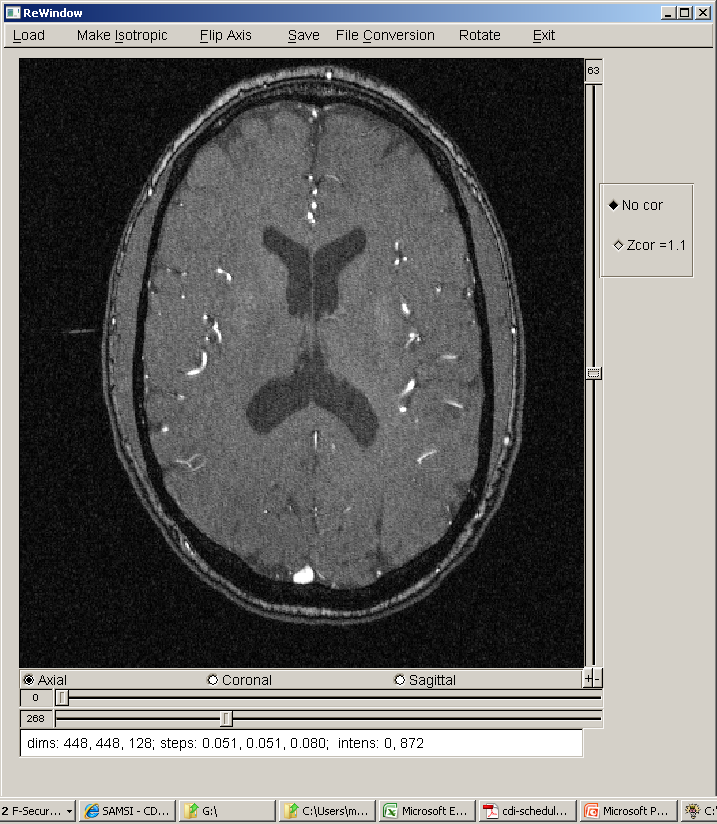 ReWindow
Load Make Isotropic Flip Axis Save File Conversion Rotate Exit
63
No cor
Zcor =1.1
+-
Axial Coronal Sagittal
0
268
dims: 448, 448, 128; steps: 0.051, 0.051, 0.080; intens: 0, 872
2 F-Secur... SAMSI - CD... G:\ C:\Users\m... Microsoft E... cdi-schedul... Microsoft P... C:\